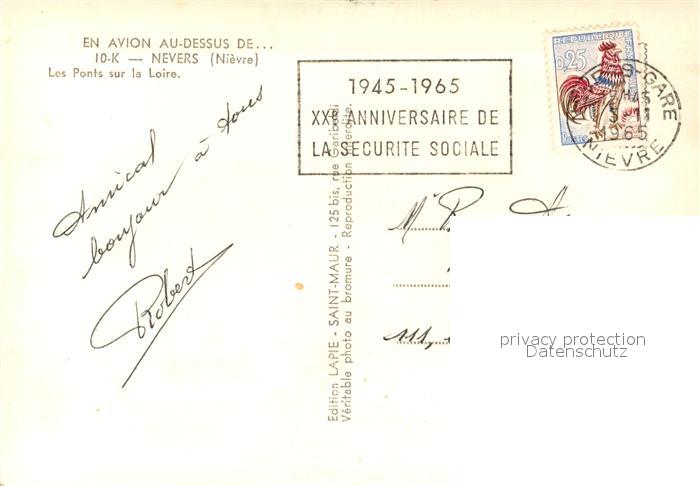 EN AVION AU-DESSUS DE...
10-K — NEVERS (Nièvre)
Les Ponts sur la Loire.
Amical
bonjour à tous
Robert
Edition LAPIE - SAINT-MAUR - 125 bis, rue Garibaldi
Véritable photo au bromure - Reproduction interdite.
1945-1965
XXe ANNIVERSAIRE DE
LA SECURITE SOCIALE
0,25
S-GARE
1965
NIEVRE
Mr
111,
privacy protection
Datenschutz